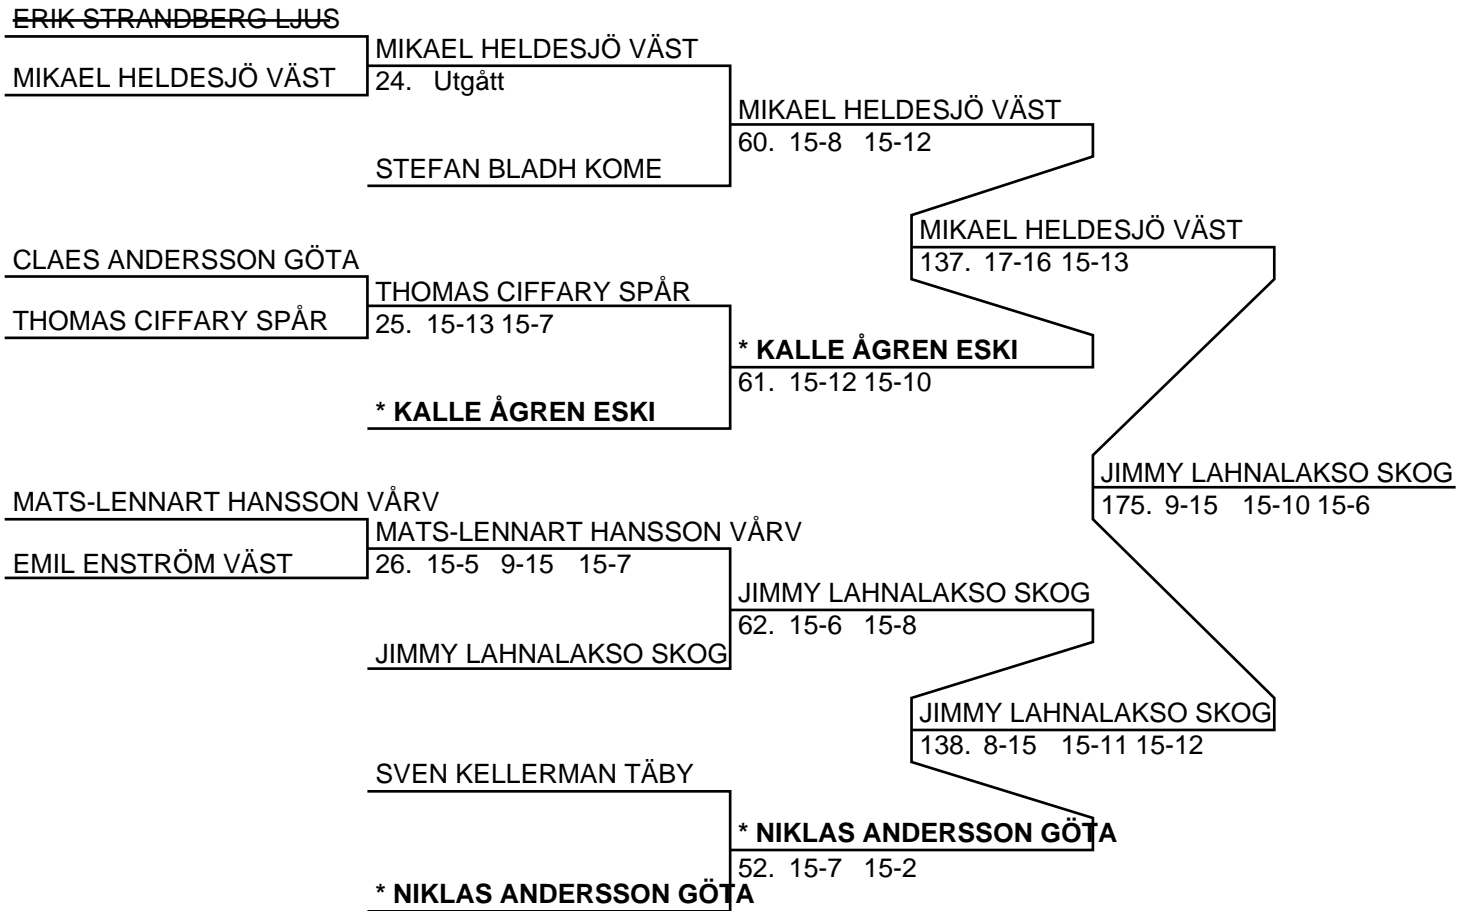 ERIK STRANDBERG LJUS
MIKAEL HELDESJÖ VÄST
MIKAEL HELDESJÖ VÄST
24. Utgått
MIKAEL HELDESJÖ VÄST
60. 15-8 15-12
STEFAN BLADH KOME
MIKAEL HELDESJÖ VÄST
137. 17-16 15-13
CLAES ANDERSSON GÖTA
THOMAS CIFFARY SPÅR
THOMAS CIFFARY SPÅR
25. 15-13 15-7
* KALLE ÅGREN ESKI
61. 15-12 15-10
* KALLE ÅGREN ESKI
JIMMY LAHNALAKSO SKOG
175. 9-15 15-10 15-6
MATS-LENNART HANSSON VÅRV
MATS-LENNART HANSSON VÅRV
EMIL ENSTRÖM VÄST
26. 15-5 9-15 15-7
JIMMY LAHNALAKSO SKOG
62. 15-6 15-8
JIMMY LAHNALAKSO SKOG
JIMMY LAHNALAKSO SKOG
138. 8-15 15-11 15-12
SVEN KELLERMAN TÄBY
* NIKLAS ANDERSSON GÖTA
52. 15-7 15-2
* NIKLAS ANDERSSON GÖTA